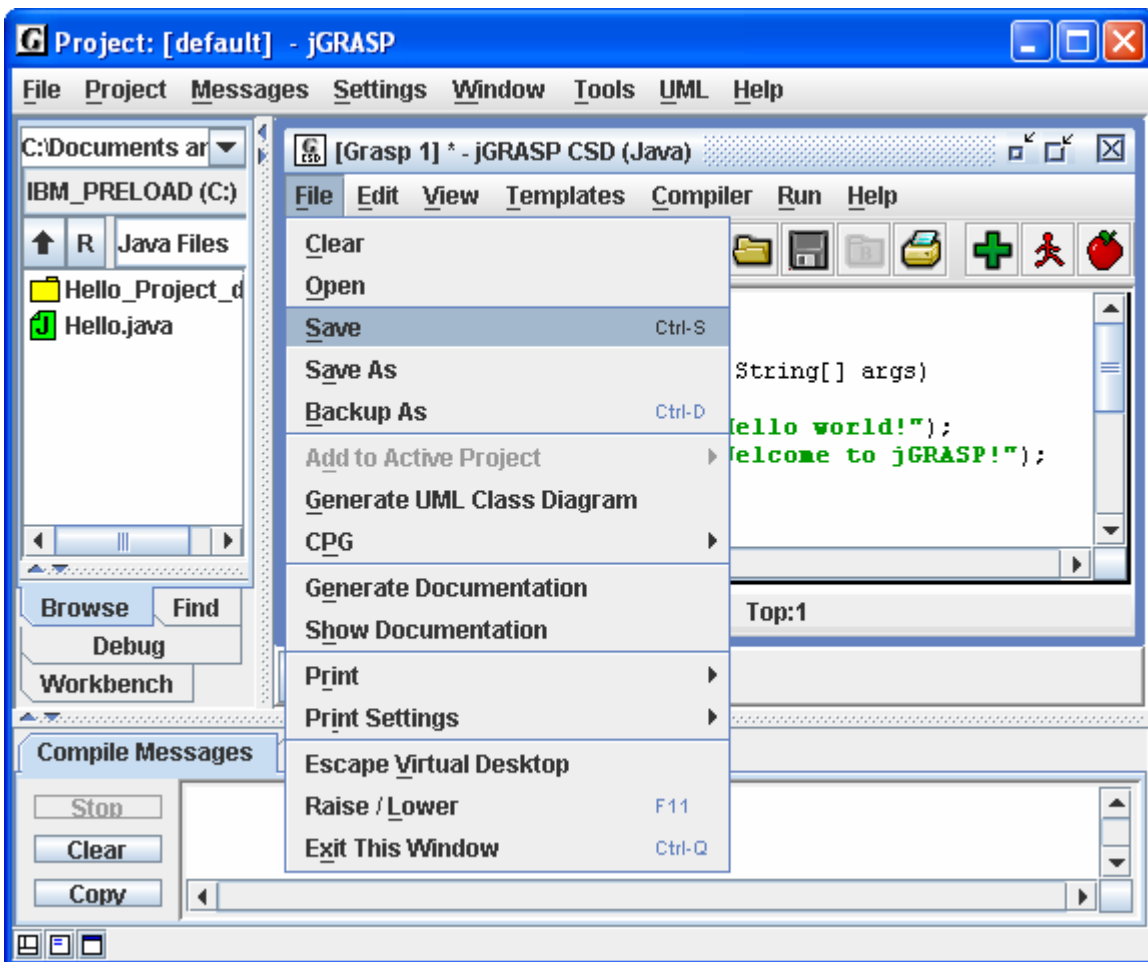 Project: [default] - jGRASP
File Project Messages Settings Window Tools UML Help
C:\Documents ar
IBM_PRELOAD (C:)
R Java Files
Hello_Project_d
Hello.java
Browse Find
Debug
Workbench
[Grasp 1] * - jGRASP CSD (Java)
File Edit View Templates Compiler Run Help
Clear
Open
Save Ctrl-S
Save As
Backup As Ctrl-D
Add to Active Project
Generate UML Class Diagram
CPG
Generate Documentation
Show Documentation
Print
Print Settings
Escape Virtual Desktop
Raise / Lower F11
Exit This Window Ctrl-Q
String[] args)
ello world!");
elcome to jGRASP!");
Top:1
Compile Messages
Stop
Clear
Copy